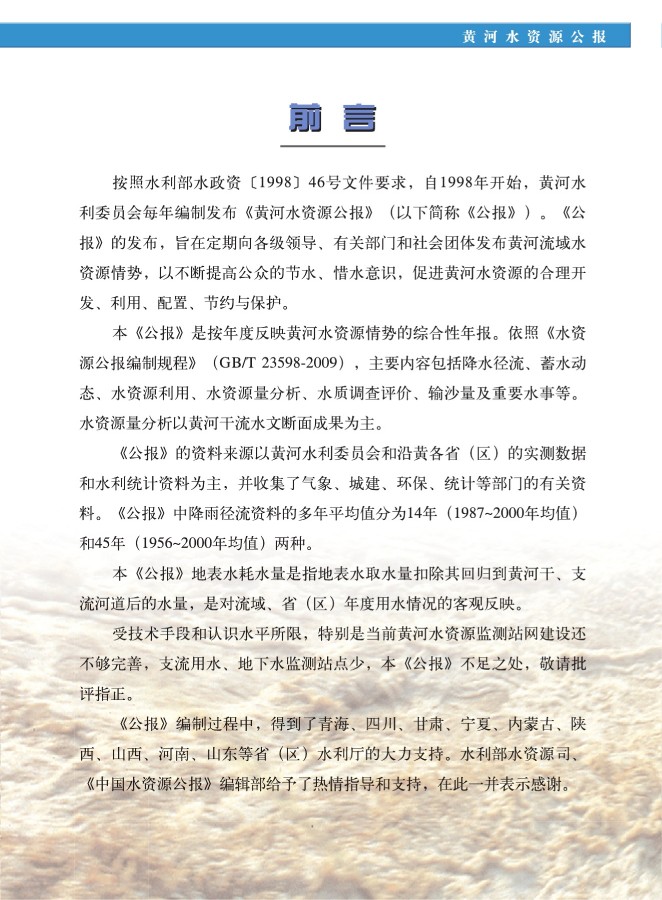 黄河水资源公报
前言
按照水利部水政资〔1998〕46号文件要求，自1998年开始，黄河水
利委员会每年编制发布《黄河水资源公报》（以下简称《公报》）。《公
报》的发布，旨在定期向各级领导、有关部门和社会团体发布黄河流域水
资源情势，以不断提高公众的节水、惜水意识，促进黄河水资源的合理开
发、利用、配置、节约与保护。
本《公报》是按年度反映黄河水资源情势的综合性年报。依照《水资
源公报编制规程》（GB/T 23598-2009），主要内容包括降水径流、蓄水动
态、水资源利用、水资源量分析、水质调查评价、输沙量及重要水事等。
水资源量分析以黄河干流水文断面成果为主。
《公报》的资料来源以黄河水利委员会和沿黄各省（区）的实测数据
和水利统计资料为主，并收集了气象、城建、环保、统计等部门的有关资
料。《公报》中降雨径流资料的多年平均值分为14年（1987~2000年均值）
和45年（1956~2000年均值）两种。
本《公报》地表水耗水量是指地表水取水量扣除其回归到黄河干、支
流河道后的水量，是对流域、省（区）年度用水情况的客观反映。
受技术手段和认识水平所限，特别是当前黄河水资源监测站网建设还
不够完善，支流用水、地下水监测站点少，本《公报》不足之处，敬请批
评指正。
《公报》编制过程中，得到了青海、四川、甘肃、宁夏、内蒙古、陕
西、山西、河南、山东等省（区）水利厅的大力支持。水利部水资源司、
《中国水资源公报》编辑部给予了热情指导和支持，在此一并表示感谢。